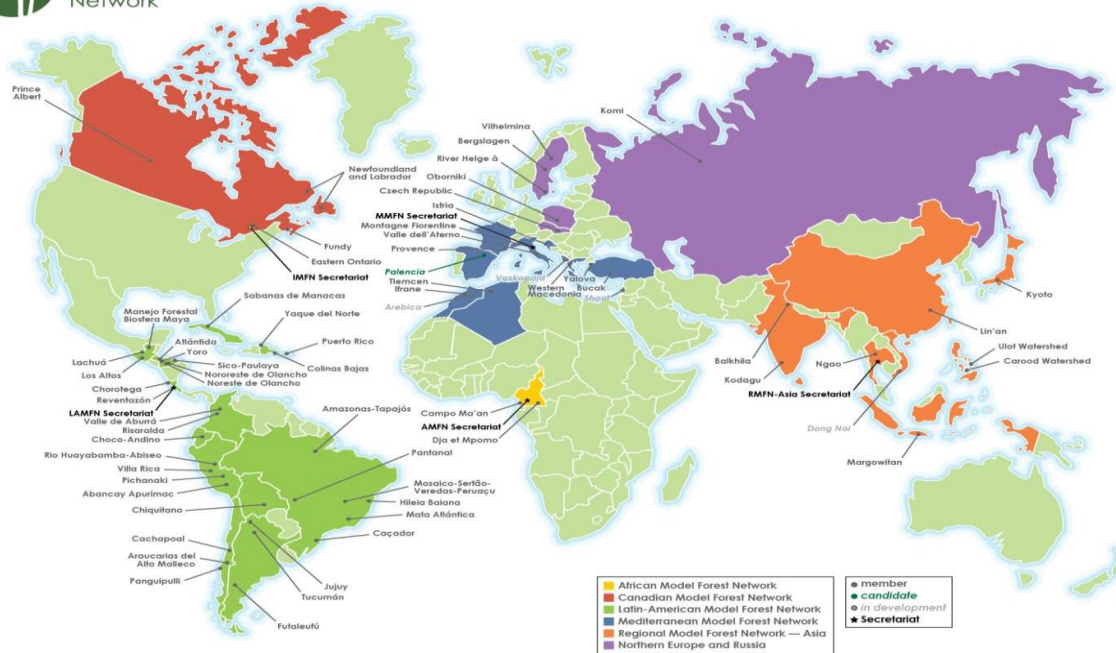 Network
Prince
Albert
Newfoundland
and Labrador
Fundy
Eastern Ontario
IMFN Secretariat
Sabanas de Manacas
Manejo Forestal
Biosfera Maya
Yaque del Norte
Atlántida
Yoro
Puerto Rico
Lachuá
Sico-Paulaya
Colinas Bajas
Los Altos
Nororeste de Olancho
Noreste de Olancho
Chorotega
Reventazón
LAMFN Secretariat
Valle de Aburrá
Risaralda
Choco-Andino
Amazonas-Tapajós
Pantanal
Rio Huayabamba-Abiseo
Villa Rica
Pichanaki
Abancay Apurímac
Mosaico-Sertão-
Veredas-Peruaçu
Hileia Baiana
Mata Atlántica
Chiquitano
Caçador
Cachapoal
Araucarias del
Alto Malleco
Panguipulli
Jujuy
Tucumán
Futaleufú
Vilhelmina
Bergslagen
River Helge å
Oborniki
Czech Republic
Istria
MMFN Secretariat
Montagne Fiorentine
Valle dell'Aterno
Provence
Palencia
Tlemcen
Ifrane
Arebica
Voskopoja
Western
Macedonia
Yalova
Bucak
Shouf
Campo Ma'an
AMFN Secretariat
Dja et Mpomo
Komi
Kyoto
Lin'an
Balkhila
Kodagu
Ngao
Ulot Watershed
Carood Watershed
RMFN-Asia Secretariat
Dong Nai
Margowitan
African Model Forest Network
Canadian Model Forest Network
Latin-American Model Forest Network
Mediterranean Model Forest Network
Regional Model Forest Network — Asia
Northern Europe and Russia
member
candidate
in development
Secretariat